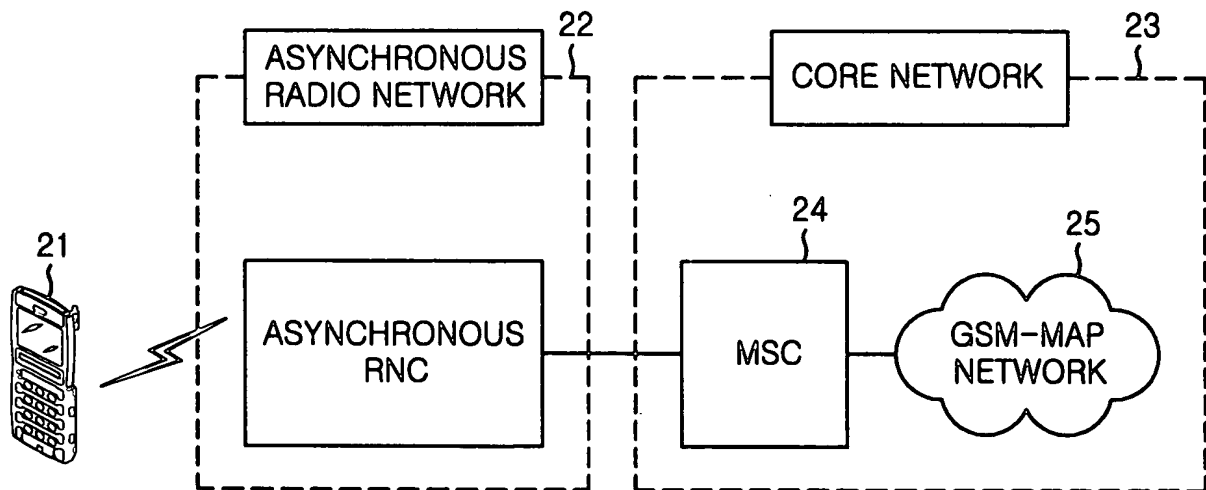 ASYNCHRONOUS
RADIO NETWORK
22
CORE NETWORK
23
21
ASYNCHRONOUS
RNC
24
MSC
25
GSM-MAP
NETWORK